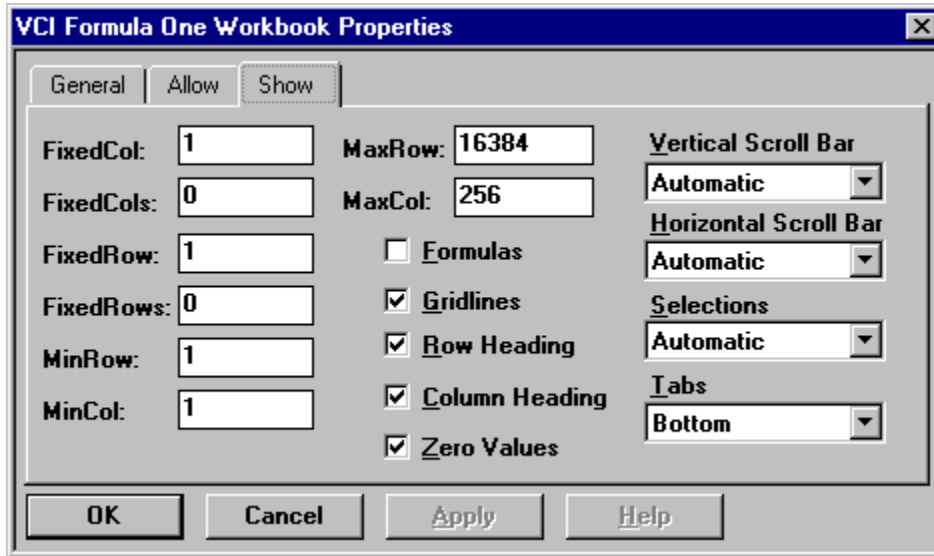 VCI Formula One Workbook Properties
General Allow Show
FixedCol: 1
FixedCols: 0
FixedRow: 1
FixedRows: 0
MinRow: 1
MinCol: 1
MaxRow: 16384
MaxCol: 256
Formulas
Gridlines
Row Heading
Column Heading
Zero Values
Vertical Scroll Bar
Automatic
Horizontal Scroll Bar
Automatic
Selections
Automatic
Tabs
Bottom
OK Cancel Apply Help